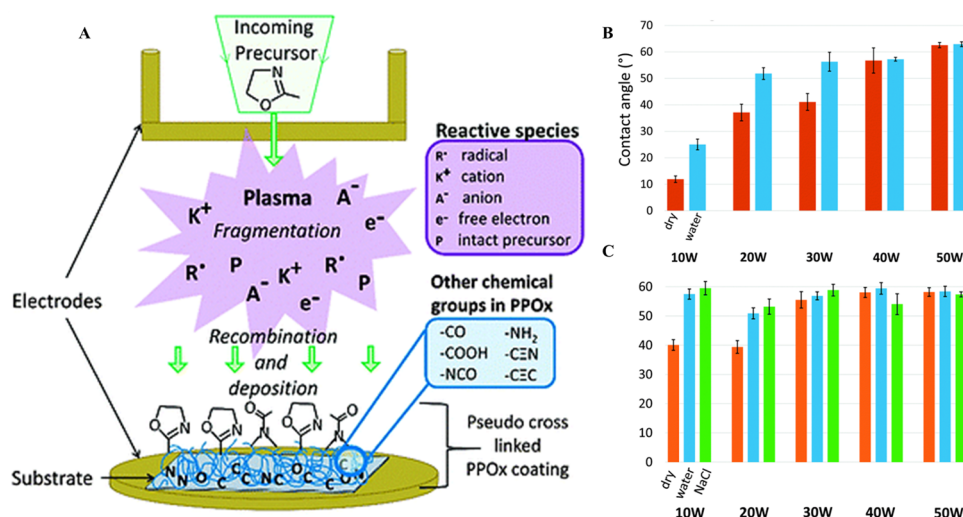 A
Incoming
Precursor
N
O
Reactive species
R• radical
K+ cation
A- anion
e- free electron
P intact precursor
Plasma
Fragmentation
K+
A-
e-
R•
P
A-
K+
e-
R•
P
Electrodes
Recombination
and
deposition
Other chemical
groups in PPOx
-CO
-NH2
-COOH
-CΞN
-NCO
-CΞC
O
N
O
N
O
N
O
N
O
N
Substrate
N N O C C N C O C C C O N
Pseudo cross
linked
PPOx coating
B
Contact angle (°)
70
60
50
40
30
20
10
0
dry
water
10W
20W
30W
40W
50W
C
60
50
40
30
20
10
0
dry
water
NaCl
10W
20W
30W
40W
50W